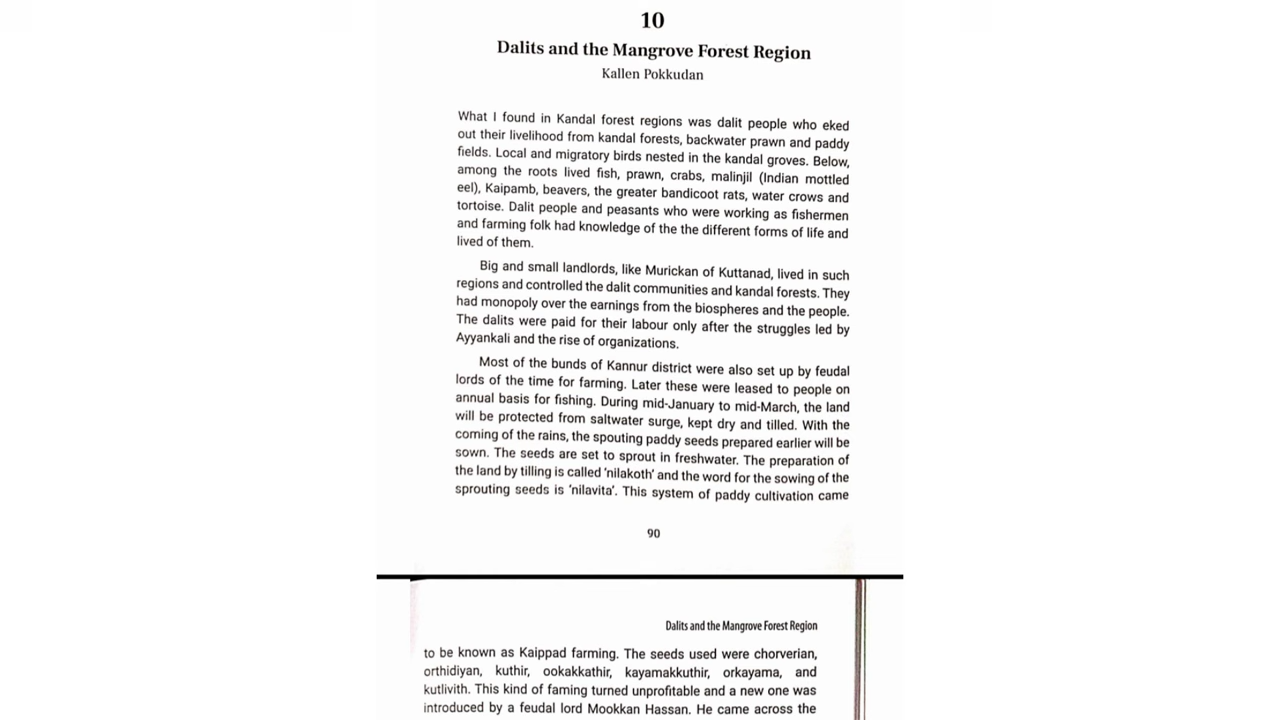 10
Dalits and the Mangrove Forest Region
Kallen Pokkudan
What I found in Kandal forest regions was dalit people who eked
out their livelihood from kandal forests, backwater prawn and paddy
fields. Local and migratory birds nested in the kandal groves. Below,
among the roots lived fish, prawn, crabs, malinjil (Indian mottled
eel), Kaipamb, beavers, the greater bandicoot rats, water crows and
tortoise. Dalit people and peasants who were working as fishermen
and farming folk had knowledge of the the different forms of life and
lived of them.
Big and small landlords, like Murickan of Kuttanad, lived in such
regions and controlled the dalit communities and kandal forests. They
had monopoly over the earnings from the biospheres and the people.
The dalits were paid for their labour only after the struggles led by
Ayyankali and the rise of organizations.
Most of the bunds of Kannur district were also set up by feudal
lords of the time for farming. Later these were leased to people on
annual basis for fishing. During mid-January to mid-March, the land
will be protected from saltwater surge, kept dry and tilled. With the
coming of the rains, the spouting paddy seeds prepared earlier will be
sown. The seeds are set to sprout in freshwater. The preparation of
the land by tilling is called 'nilakoth' and the word for the sowing of the
sprouting seeds is 'nilavita'. This system of paddy cultivation came
90
Dalits and the Mangrove Forest Region
to be known as Kaippad farming. The seeds used were chorverian,
orthidiyan, kuthir, ookakkathir, kayamakkuthir, orkayama, and
kutlivith. This kind of faming turned unprofitable and a new one was
introduced by a feudal lord Mookkan Hassan. He came across the